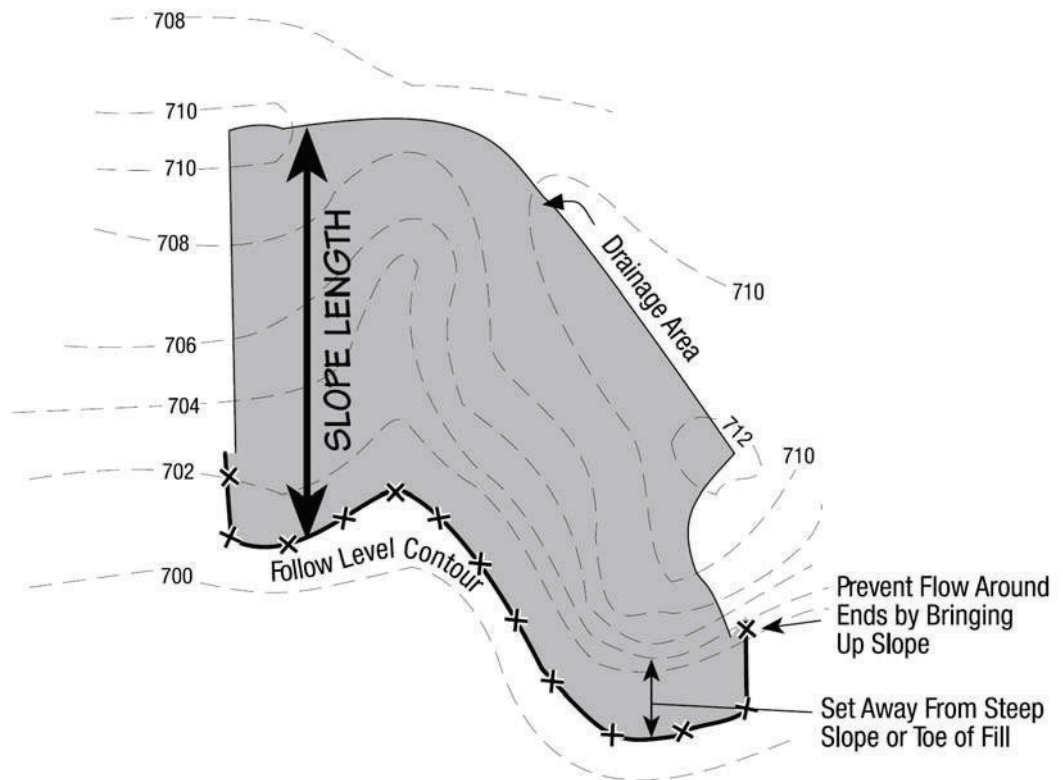 708
710
710
708
SLOPE LENGTH
Drainage Area
710
706
704
712
710
702
Follow Level Contour
700
Prevent Flow Around
Ends by Bringing
Up Slope
Set Away From Steep
Slope or Toe of Fill